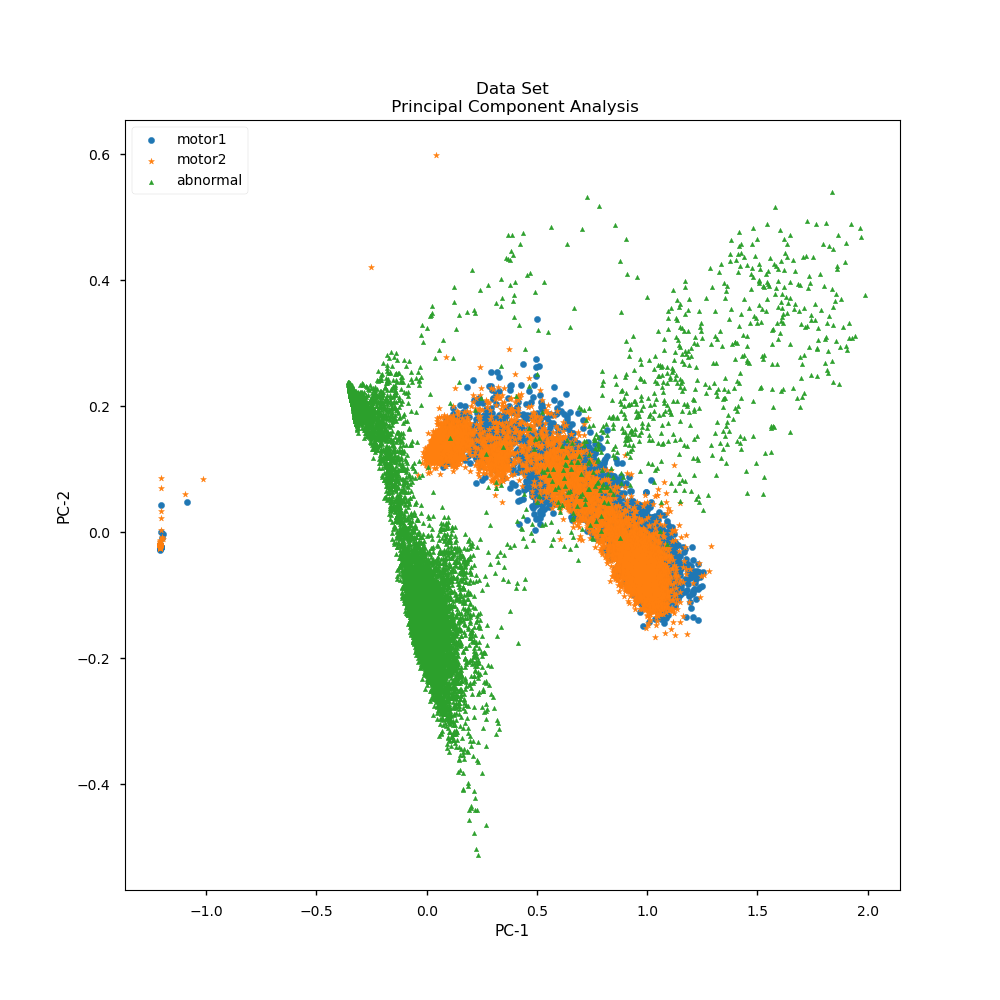 Data Set
Principal Component Analysis
motor1
motor2
abnormal
0.6
0.4
0.2
0.0
−0.2
−0.4
PC-2
−1.0
−0.5
0.0
0.5
1.0
1.5
2.0
PC-1